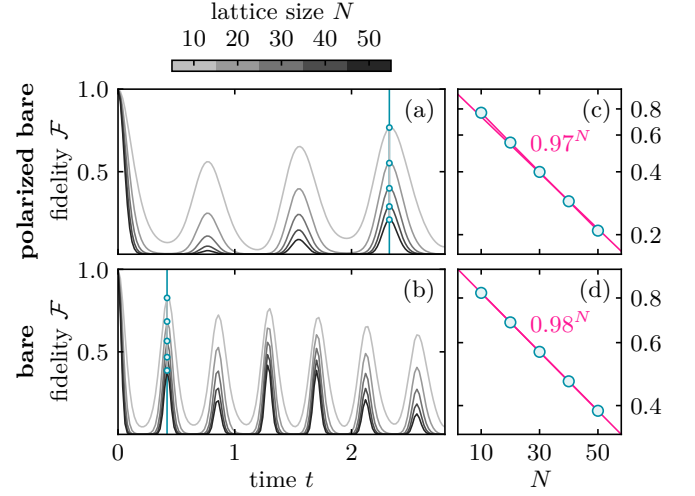 lattice size N
10 20 30 40 50
polarized bare
fidelity F
1.0
0.5
(a)
(c)
0.97^N
0.8
0.6
0.4
0.2
bare
fidelity F
1.0
0.5
(b)
(d)
0.98^N
0.8
0.6
0.4
0 1 2
time t
10 30 50
N